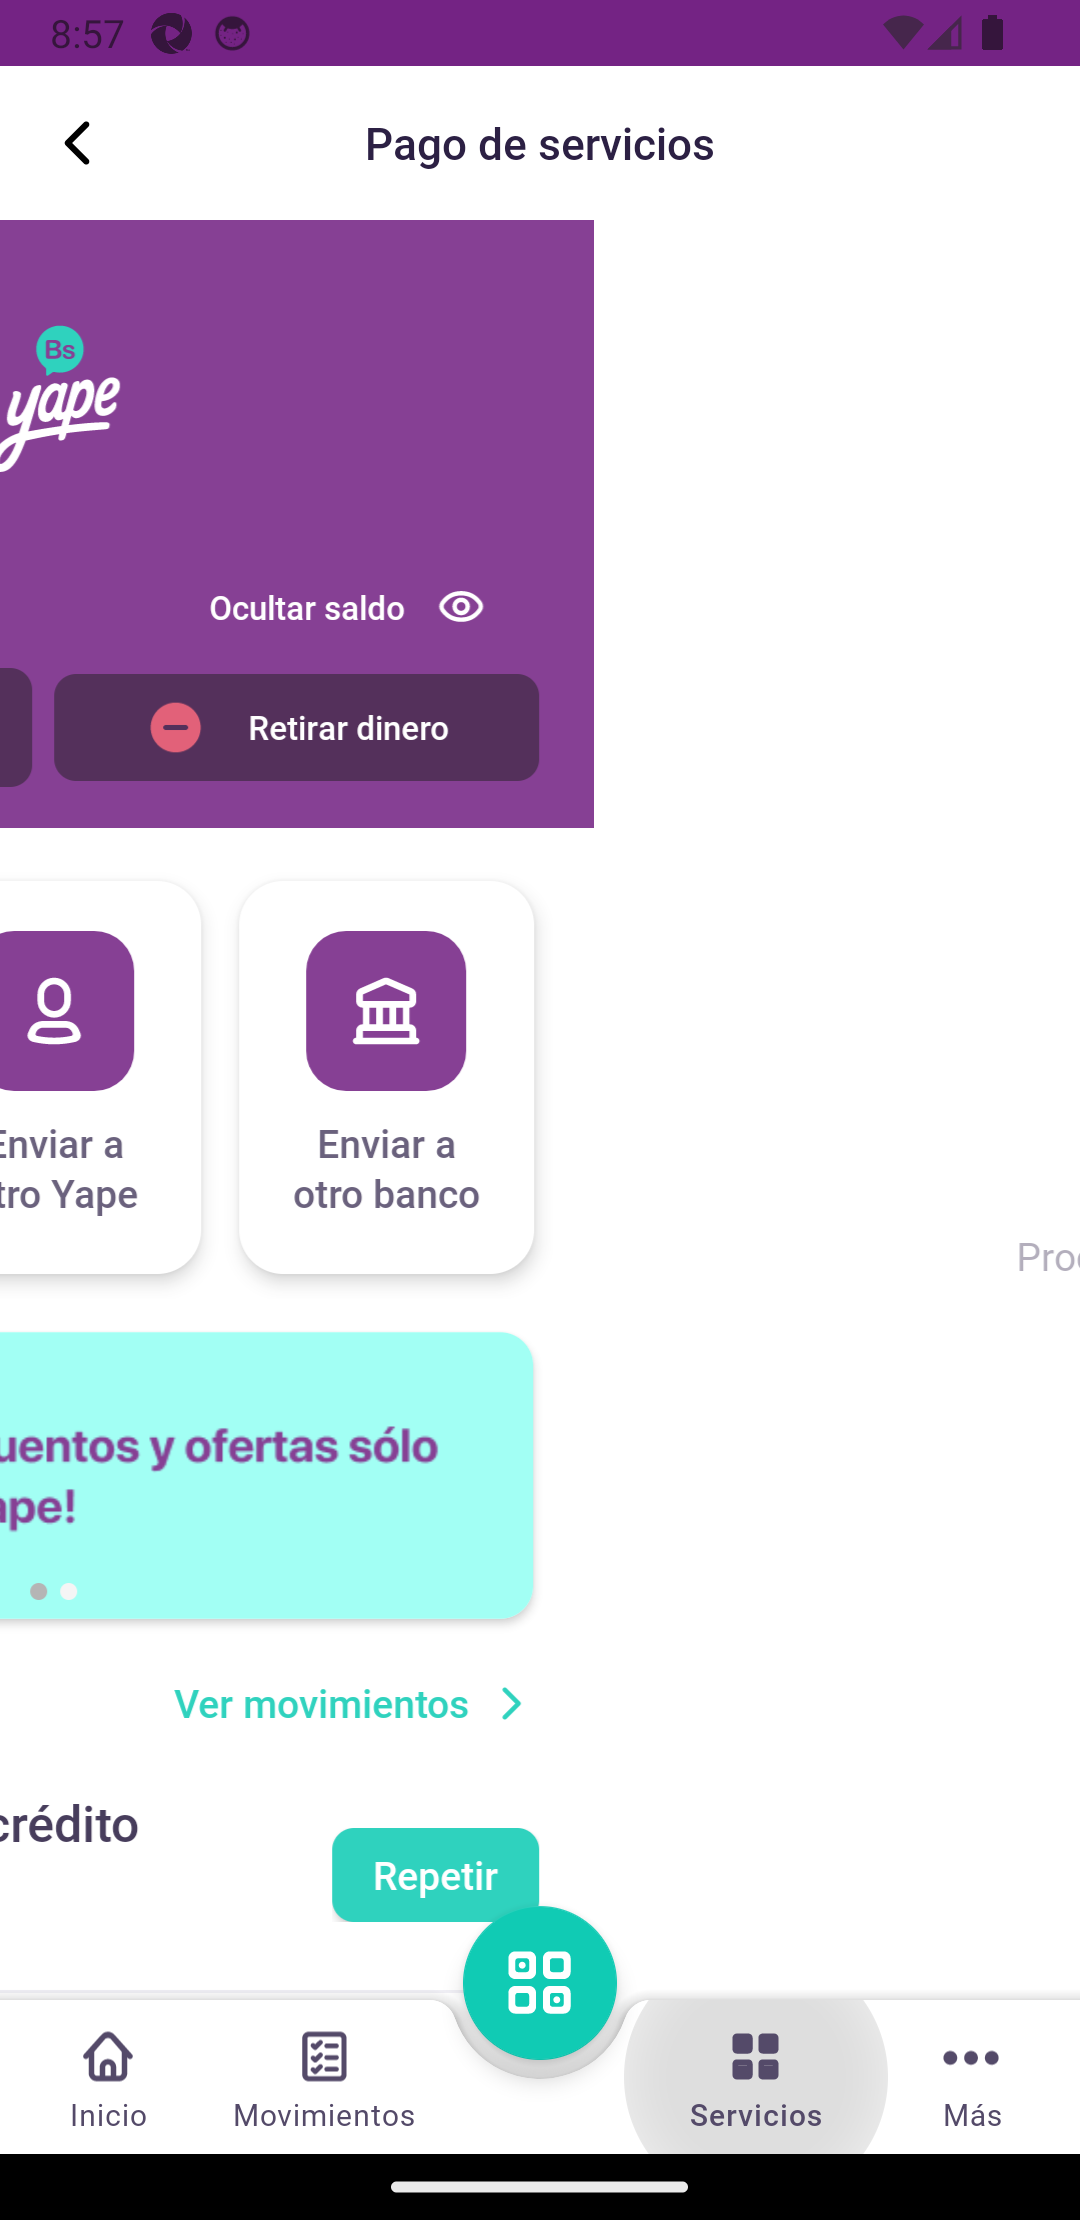 8:57
Pago de servicios
Bs
yape
Ocultar saldo
Retirar dinero
Enviar a
tro Yape
Enviar a
otro banco
Proc
uentos y ofertas sólo
ape!
Ver movimientos
crédito
Repetir
Inicio
Movimientos
Servicios
Más